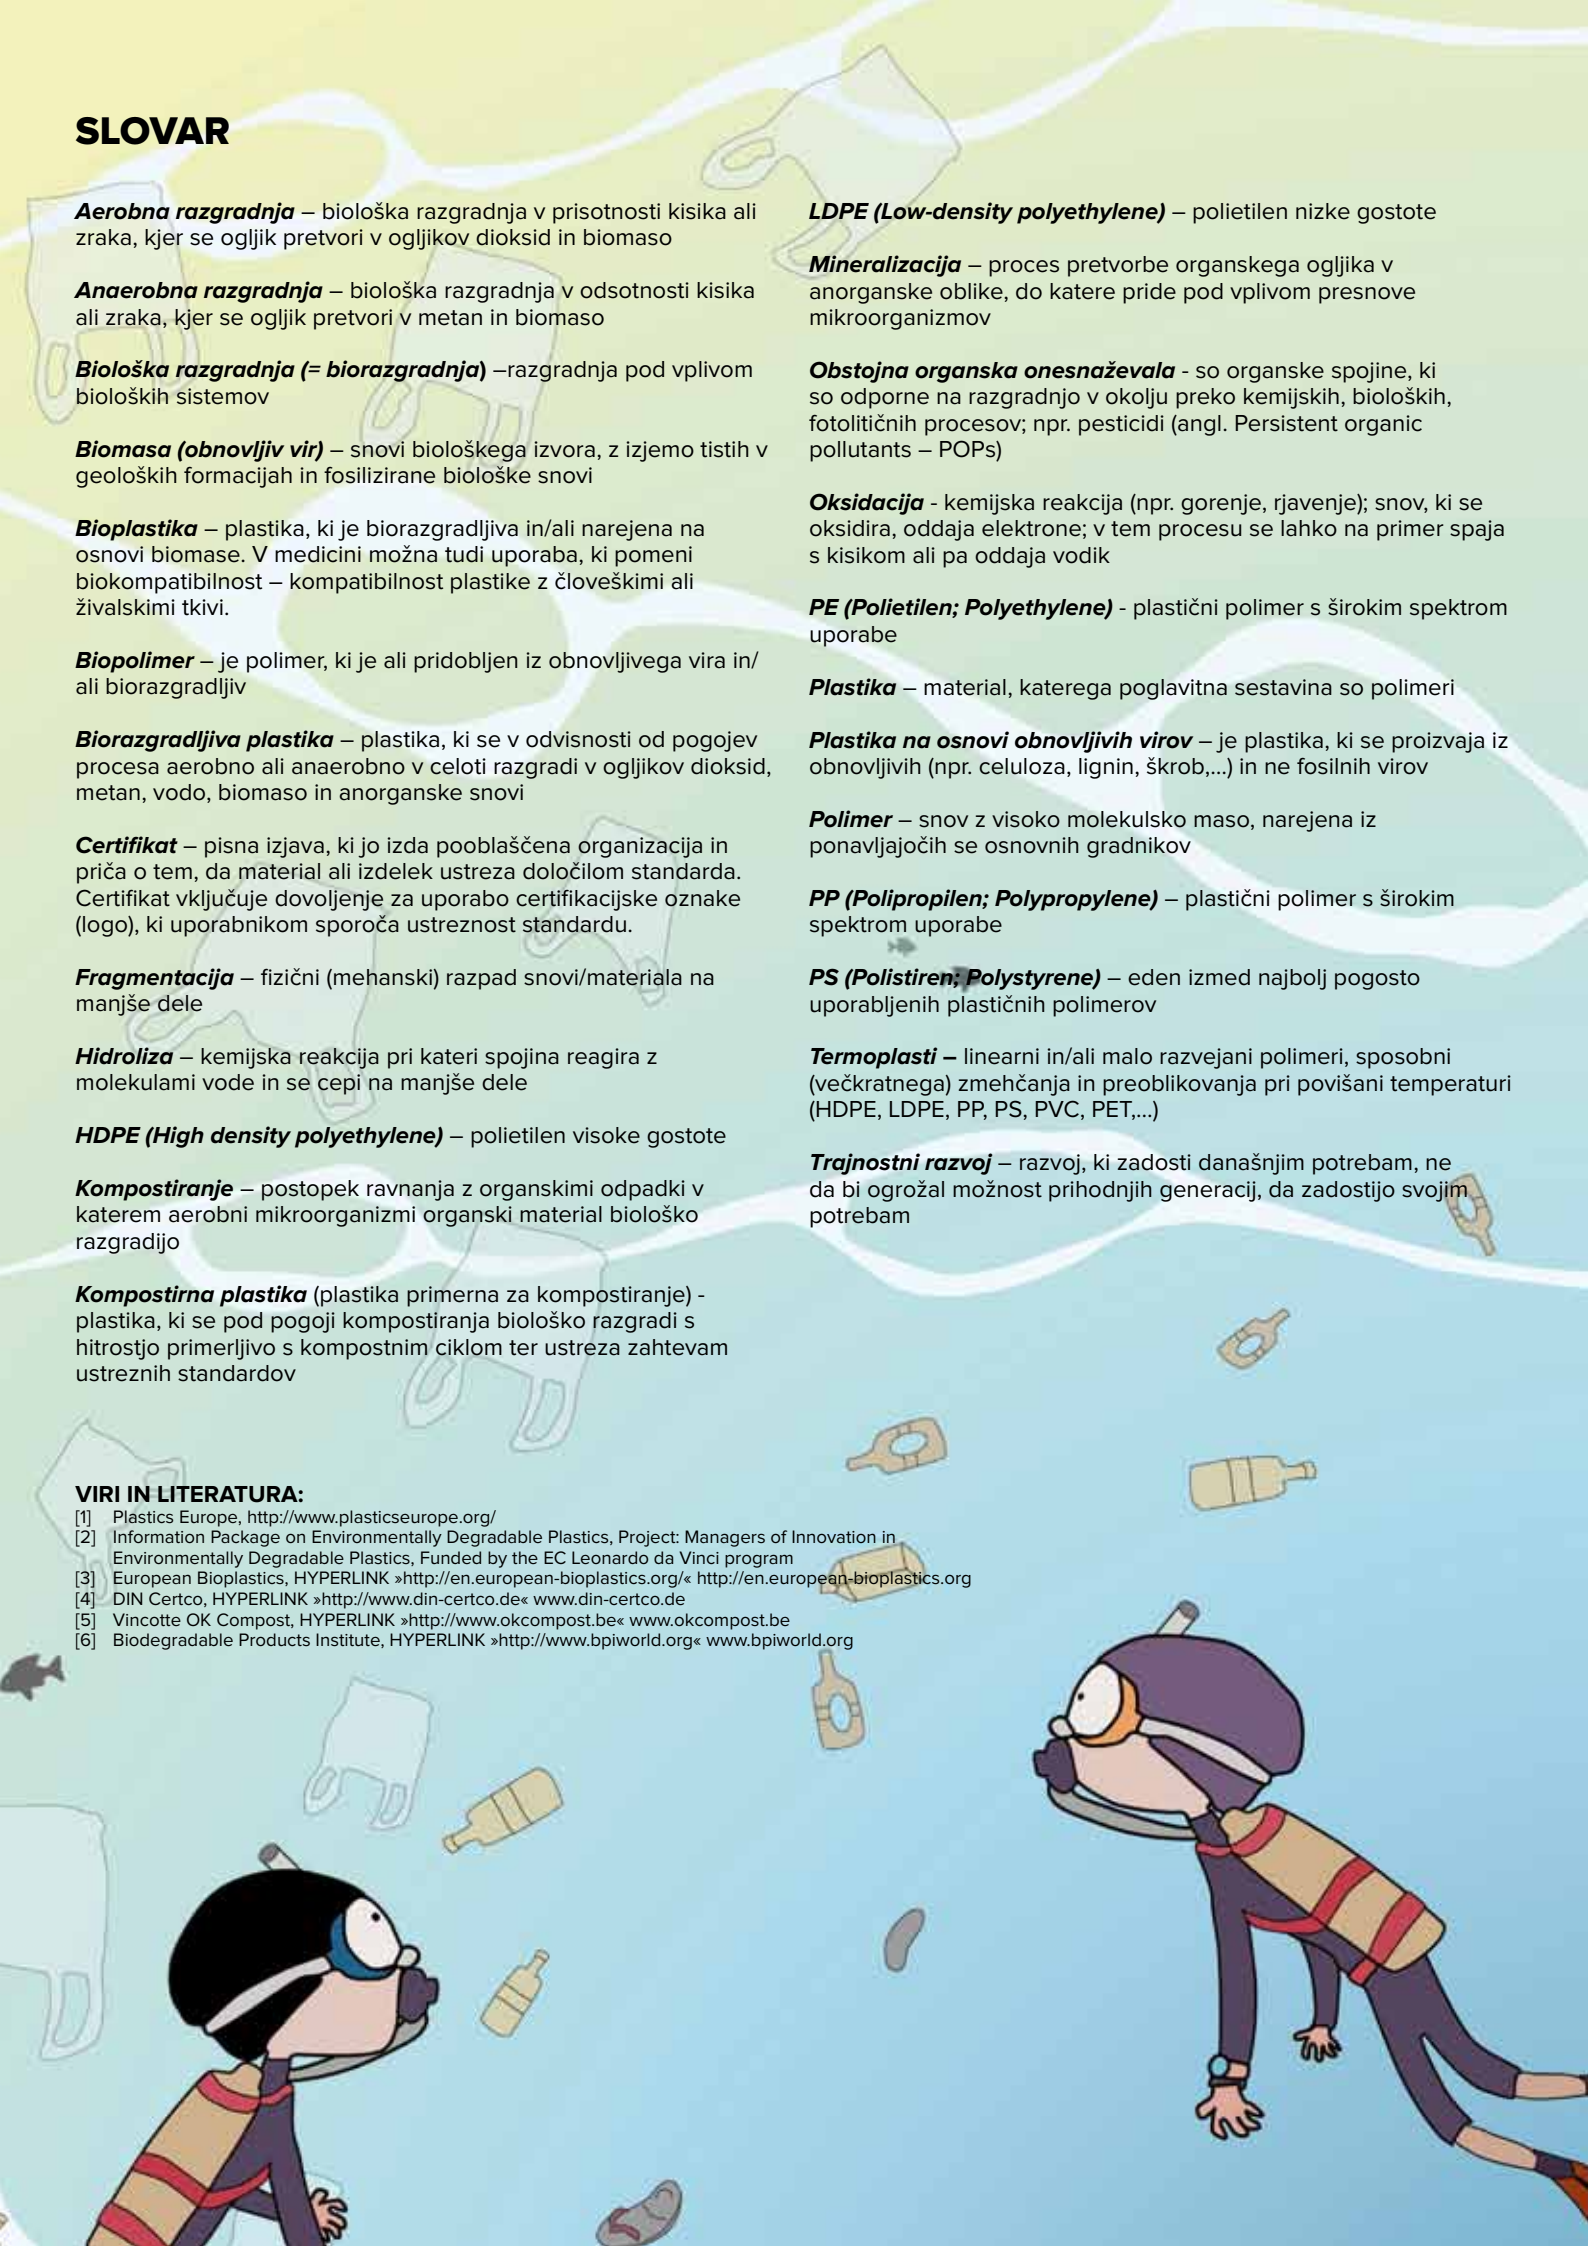 SLOVAR
Aerobna razgradnja – biološka razgradnja v prisotnosti kisika ali
zraka, kjer se ogljik pretvori v ogljikov dioksid in biomaso
Anaerobna razgradnja – biološka razgradnja v odsotnosti kisika
ali zraka, kjer se ogljik pretvori v metan in biomaso
Biološka razgradnja (= biorazgradnja) –razgradnja pod vplivom
bioloških sistemov
Biomasa (obnovljiv vir) – snovi biološkega izvora, z izjemo tistih v
geoloških formacijah in fosilizirane biološke snovi
Bioplastika – plastika, ki je biorazgradljiva in/ali narejena na
osnovi biomase. V medicini možna tudi uporaba, ki pomeni
biokompatibilnost – kompatibilnost plastike z človeškimi ali
živalskimi tkivi.
Biopolimer – je polimer, ki je ali pridobljen iz obnovljivega vira in/
ali biorazgradljiv
Biorazgradljiva plastika – plastika, ki se v odvisnosti od pogojev
procesa aerobno ali anaerobno v celoti razgradi v ogljikov dioksid,
metan, vodo, biomaso in anorganske snovi
Certifikat – pisna izjava, ki jo izda pooblaščena organizacija in
priča o tem, da material ali izdelek ustreza določilom standarda.
Certifikat vključuje dovoljenje za uporabo certifikacijske oznake
(logo), ki uporabnikom sporoča ustreznost standardu.
Fragmentacija – fizični (mehanski) razpad snovi/materiala na
manjše dele
Hidroliza – kemijska reakcija pri kateri spojina reagira z
molekulami vode in se cepi na manjše dele
HDPE (High density polyethylene) – polietilen visoke gostote
Kompostiranje – postopek ravnanja z organskimi odpadki v
katerem aerobni mikroorganizmi organski material biološko
razgradijo
Kompostirna plastika (plastika primerna za kompostiranje) -
plastika, ki se pod pogoji kompostiranja biološko razgradi s
hitrostjo primerljivo s kompostnim ciklom ter ustreza zahtevam
ustreznih standardov
LDPE (Low-density polyethylene) – polietilen nizke gostote
Mineralizacija – proces pretvorbe organskega ogljika v
anorganske oblike, do katere pride pod vplivom presnove
mikroorganizmov
Obstojna organska onesnaževala - so organske spojine, ki
so odporne na razgradnjo v okolju preko kemijskih, bioloških,
fotolitičnih procesov; npr. pesticidi (angl. Persistent organic
pollutants – POPs)
Oksidacija - kemijska reakcija (npr. gorenje, rjavenje); snov, ki se
oksidira, oddaja elektrone; v tem procesu se lahko na primer spaja
s kisikom ali pa oddaja vodik
PE (Polietilen; Polyethylene) - plastični polimer s širokim spektrom
uporabe
Plastika – material, katerega poglavitna sestavina so polimeri
Plastika na osnovi obnovljivih virov – je plastika, ki se proizvaja iz
obnovljivih (npr. celuloza, lignin, škrob,...) in ne fosilnih virov
Polimer – snov z visoko molekulsko maso, narejena iz
ponavljajočih se osnovnih gradnikov
PP (Polipropilen; Polypropylene) – plastični polimer s širokim
spektrom uporabe
PS (Polistiren; Polystyrene) – eden izmed najbolj pogosto
uporabljenih plastičnih polimerov
Termoplasti – linearni in/ali malo razvejani polimeri, sposobni
(večkratnega) zmehčanja in preoblikovanja pri povišani temperaturi
(HDPE, LDPE, PP, PS, PVC, PET,...)
Trajnostni razvoj – razvoj, ki zadosti današnjim potrebam, ne
da bi ogrožal možnost prihodnjih generacij, da zadostijo svojim
potrebam
VIRI IN LITERATURA:
[1] Plastics Europe, http://www.plasticseurope.org/
[2] Information Package on Environmentally Degradable Plastics, Project: Managers of Innovation in
Environmentally Degradable Plastics, Funded by the EC Leonardo da Vinci program
[3] European Bioplastics, HYPERLINK »http://en.european-bioplastics.org/« http://en.european-bioplastics.org
[4] DIN Certco, HYPERLINK »http://www.din-certco.de« www.din-certco.de
[5] Vincotte OK Compost, HYPERLINK »http://www.okcompost.be« www.okcompost.be
[6] Biodegradable Products Institute, HYPERLINK »http://www.bpiworld.org« www.bpiworld.org